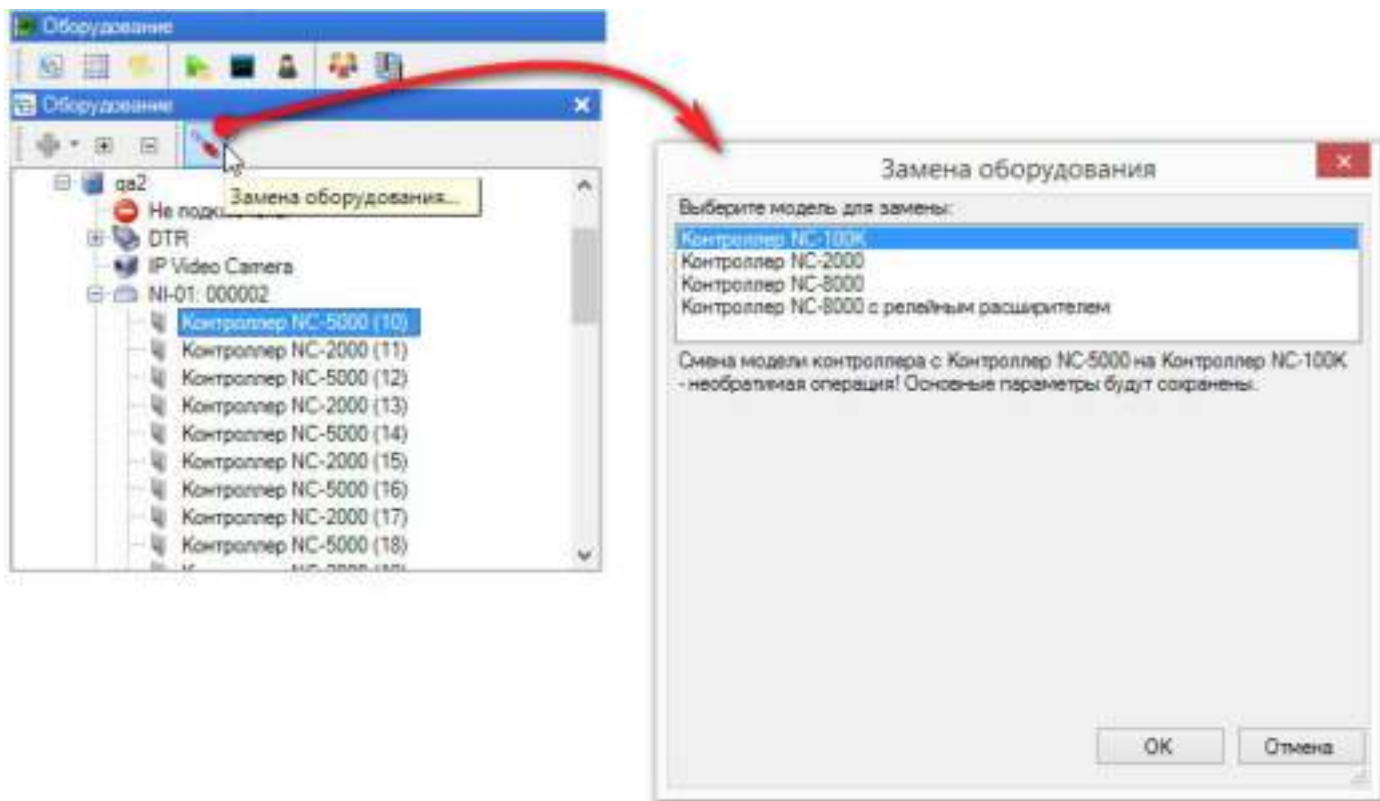 Оборудование
Оборудование
qa2
Замена оборудования...
Не
DTR
IP Video Camera
NI-01: 000002
Контроллер NC-5000 (10)
Контроллер NC-2000 (11)
Контроллер NC-5000 (12)
Контроллер NC-2000 (13)
Контроллер NC-5000 (14)
Контроллер NC-2000 (15)
Контроллер NC-5000 (16)
Контроллер NC-2000 (17)
Контроллер NC-5000 (18)
Замена оборудования
Выберите модель для замены:
Контроллер NC-100K
Контроллер NC-2000
Контроллер NC-8000
Контроллер NC-8000 с релейным расширителем
Смена модели контроллера с Контроллер NC-5000 на Контроллер NC-100K
- необратимая операция! Основные параметры будут сохранены.
OK
Отмена